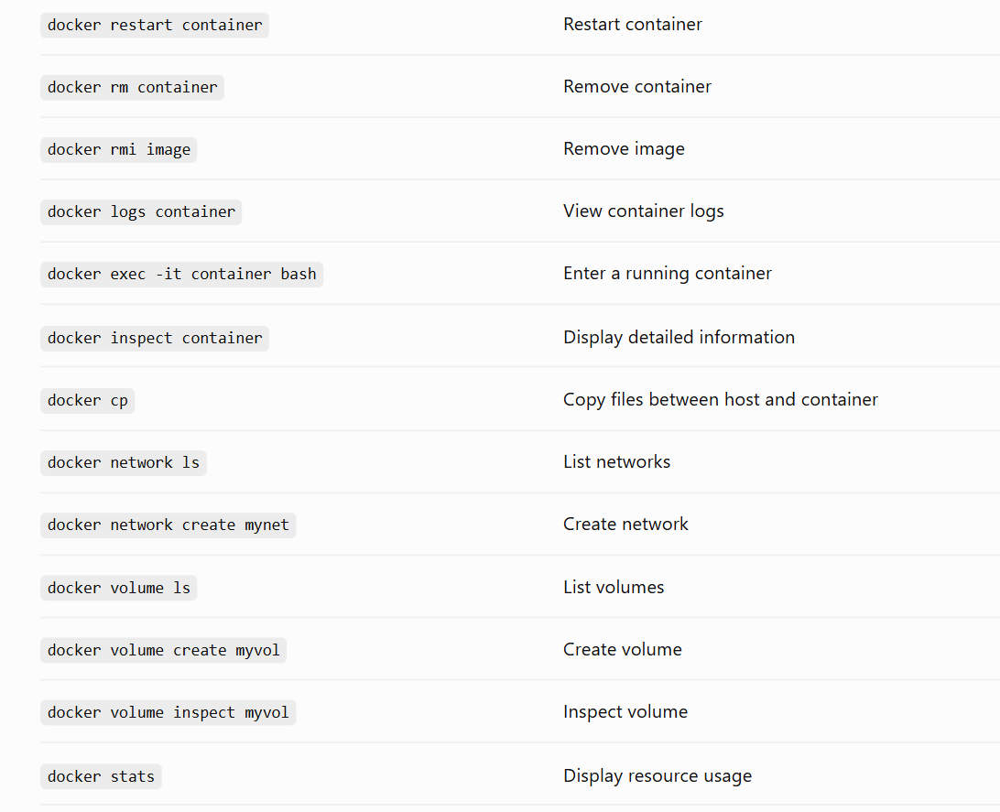 docker restart container Restart container
docker rm container Remove container
docker rmi image Remove image
docker logs container View container logs
docker exec -it container bash Enter a running container
docker inspect container Display detailed information
docker cp Copy files between host and container
docker network ls List networks
docker network create mynet Create network
docker volume ls List volumes
docker volume create myvol Create volume
docker volume inspect myvol Inspect volume
docker stats Display resource usage